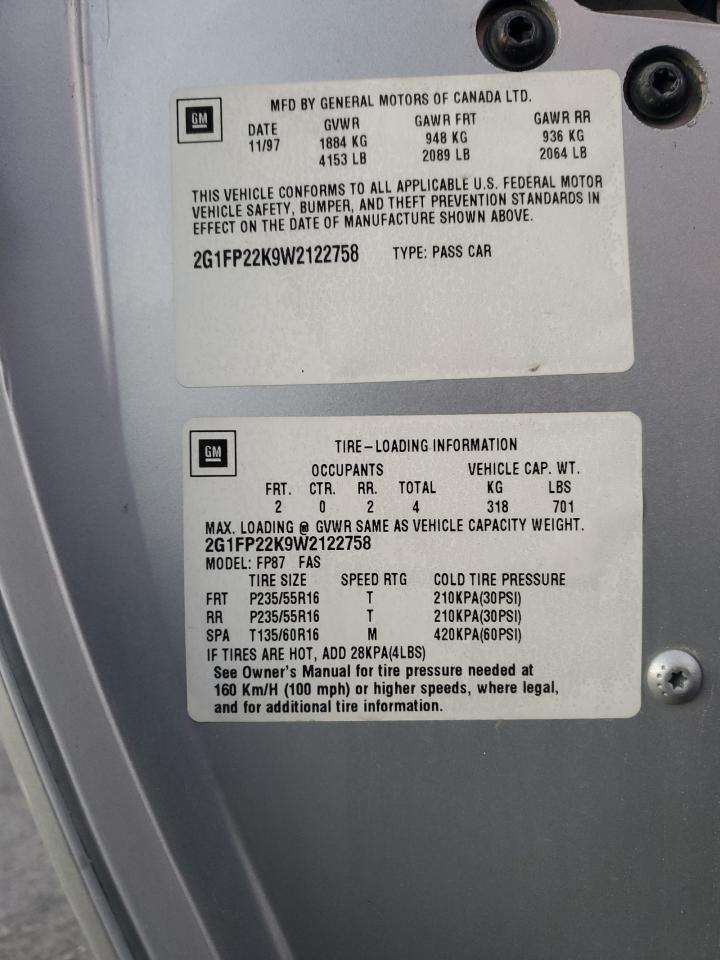 GM
MFD BY GENERAL MOTORS OF CANADA LTD.
DATE GVWR GAWR FRT GAWR RR
11/97 1884 KG 948 KG 936 KG
4153 LB 2089 LB 2064 LB
THIS VEHICLE CONFORMS TO ALL APPLICABLE U.S. FEDERAL MOTOR
VEHICLE SAFETY, BUMPER, AND THEFT PREVENTION STANDARDS IN
EFFECT ON THE DATE OF MANUFACTURE SHOWN ABOVE.
2G1FP22K9W2122758 TYPE: PASS CAR
GM
TIRE-LOADING INFORMATION
OCCUPANTS VEHICLE CAP. WT.
FRT. CTR. RR. TOTAL KG LBS
2 0 2 4 318 701
MAX. LOADING @ GVWR SAME AS VEHICLE CAPACITY WEIGHT.
2G1FP22K9W2122758
MODEL: FP87 FAS
TIRE SIZE SPEED RTG COLD TIRE PRESSURE
FRT P235/55R16 T 210KPA(30PSI)
RR P235/55R16 T 210KPA(30PSI)
SPA T135/60R16 M 420KPA(60PSI)
IF TIRES ARE HOT, ADD 28KPA(4LBS)
See Owner's Manual for tire pressure needed at
160 Km/H (100 mph) or higher speeds, where legal,
and for additional tire information.